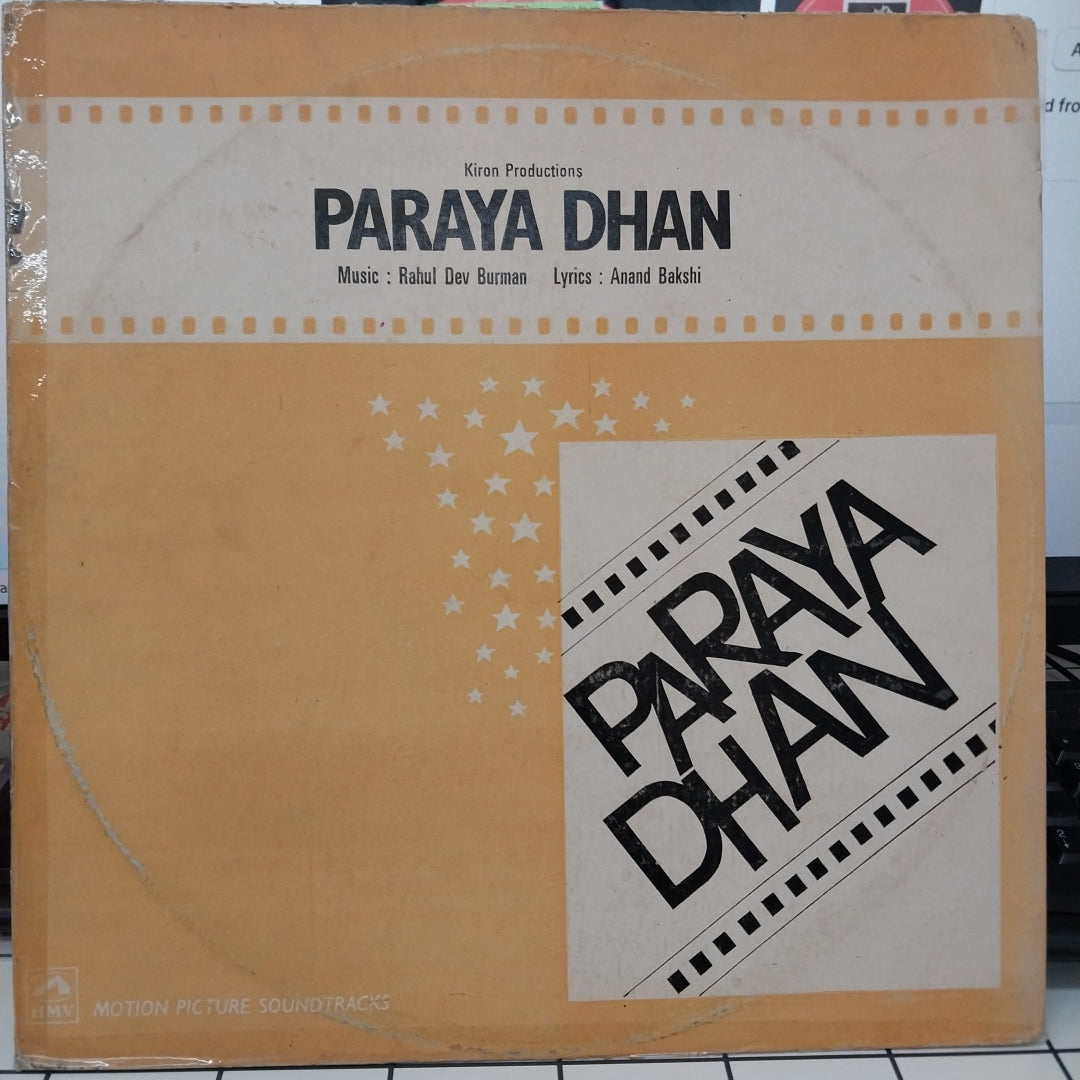 Kiron Productions
PARAYA DHAN
Music : Rahul Dev Burman Lyrics : Anand Bakshi
PARAYA
DHAN
HMV
MOTION PICTURE SOUNDTRACKS